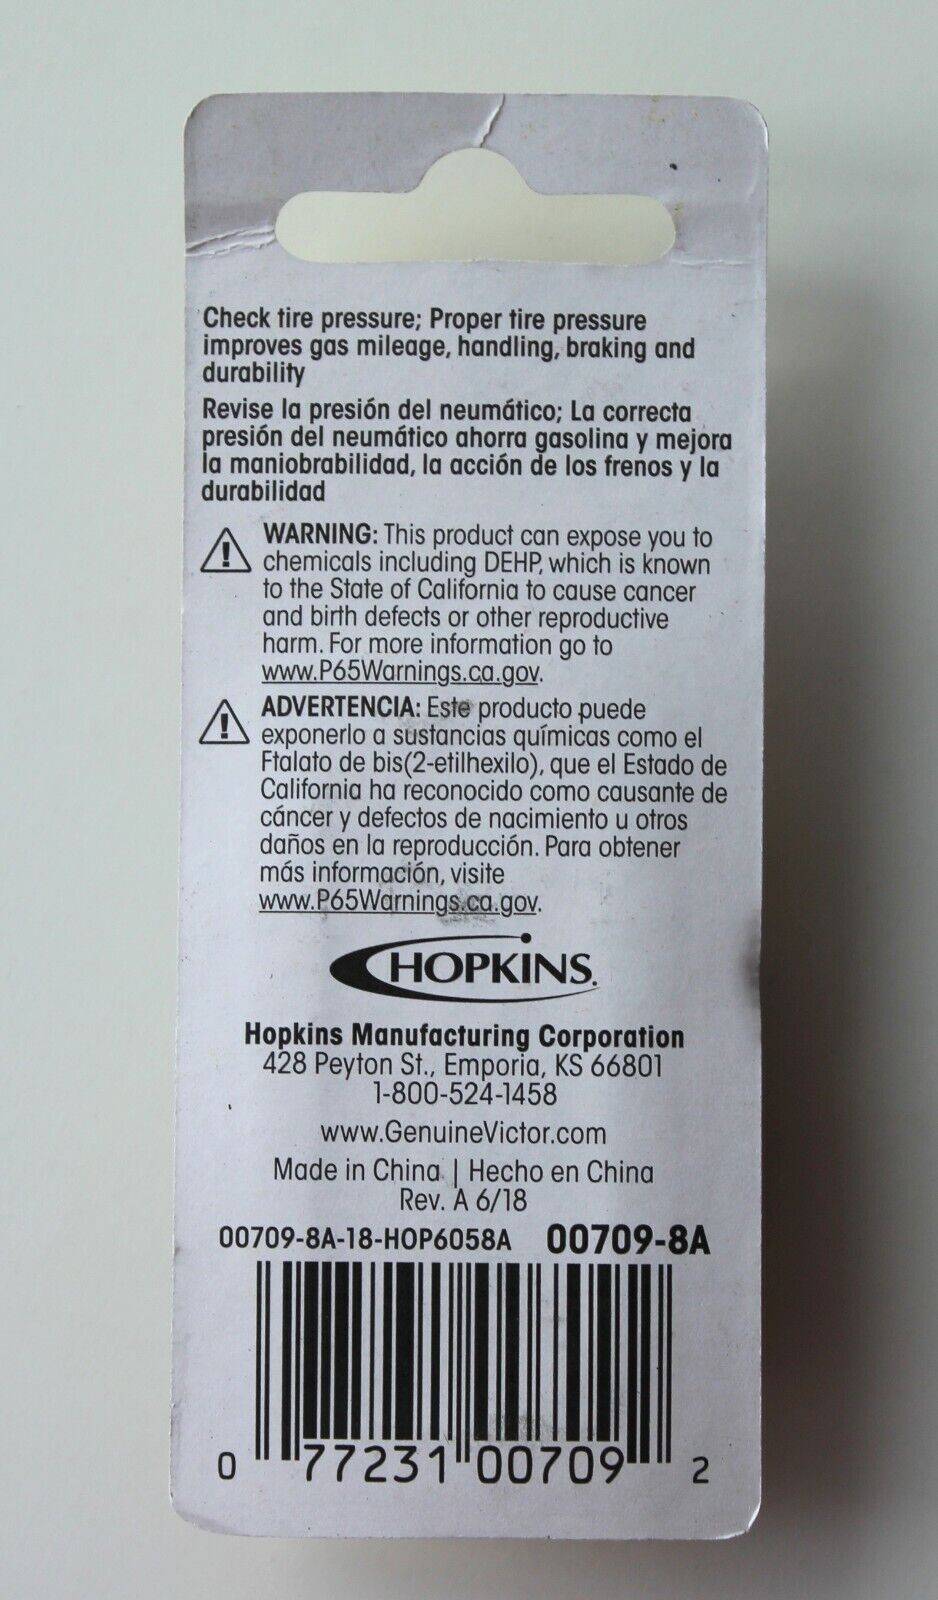 Check tire pressure; Proper tire pressure
improves gas mileage, handling, braking and
durability
Revise la presión del neumático; La correcta
presión del neumático ahorra gasolina y mejora
la maniobrabilidad, la acción de los frenos y la
durabilidad
WARNING: This product can expose you to
chemicals including DEHP, which is known
to the State of California to cause cancer
and birth defects or other reproductive
harm. For more information go to
www.P65Warnings.ca.gov.
ADVERTENCIA: Este producto puede
exponerlo a sustancias químicas como el
Ftalato de bis(2-etilhexilo), que el Estado de
California ha reconocido como causante de
cáncer y defectos de nacimiento u otros
daños en la reproducción. Para obtener
más información, visite
www.P65Warnings.ca.gov.
HOPKINS.
Hopkins Manufacturing Corporation
428 Peyton St., Emporia, KS 66801
1-800-524-1458
www.GenuineVictor.com
Made in China | Hecho en China
Rev. A 6/18
00709-8A-18-HOP6058A 00709-8A
0 77231 00709 2